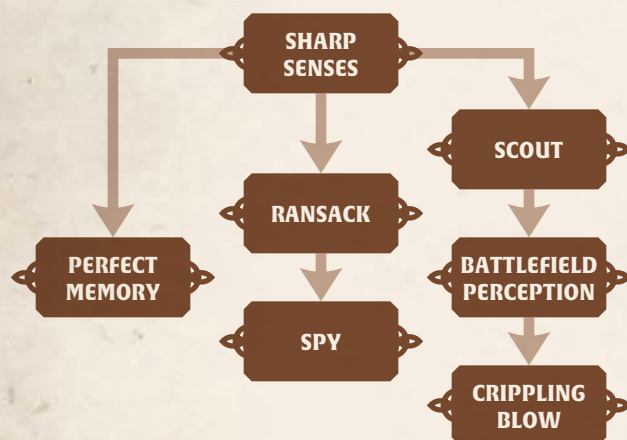 SHARP
SENSES
SCOUT
RANSACK
PERFECT
MEMORY
BATTLEFIELD
PERCEPTION
SPY
CRIPPLING
BLOW